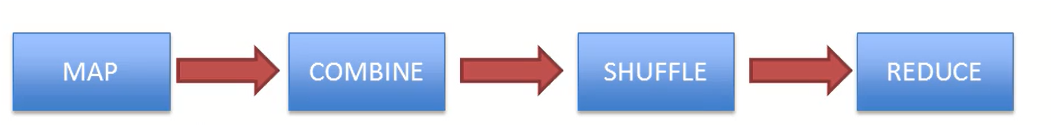 MAP COMBINE SHUFFLE REDUCE